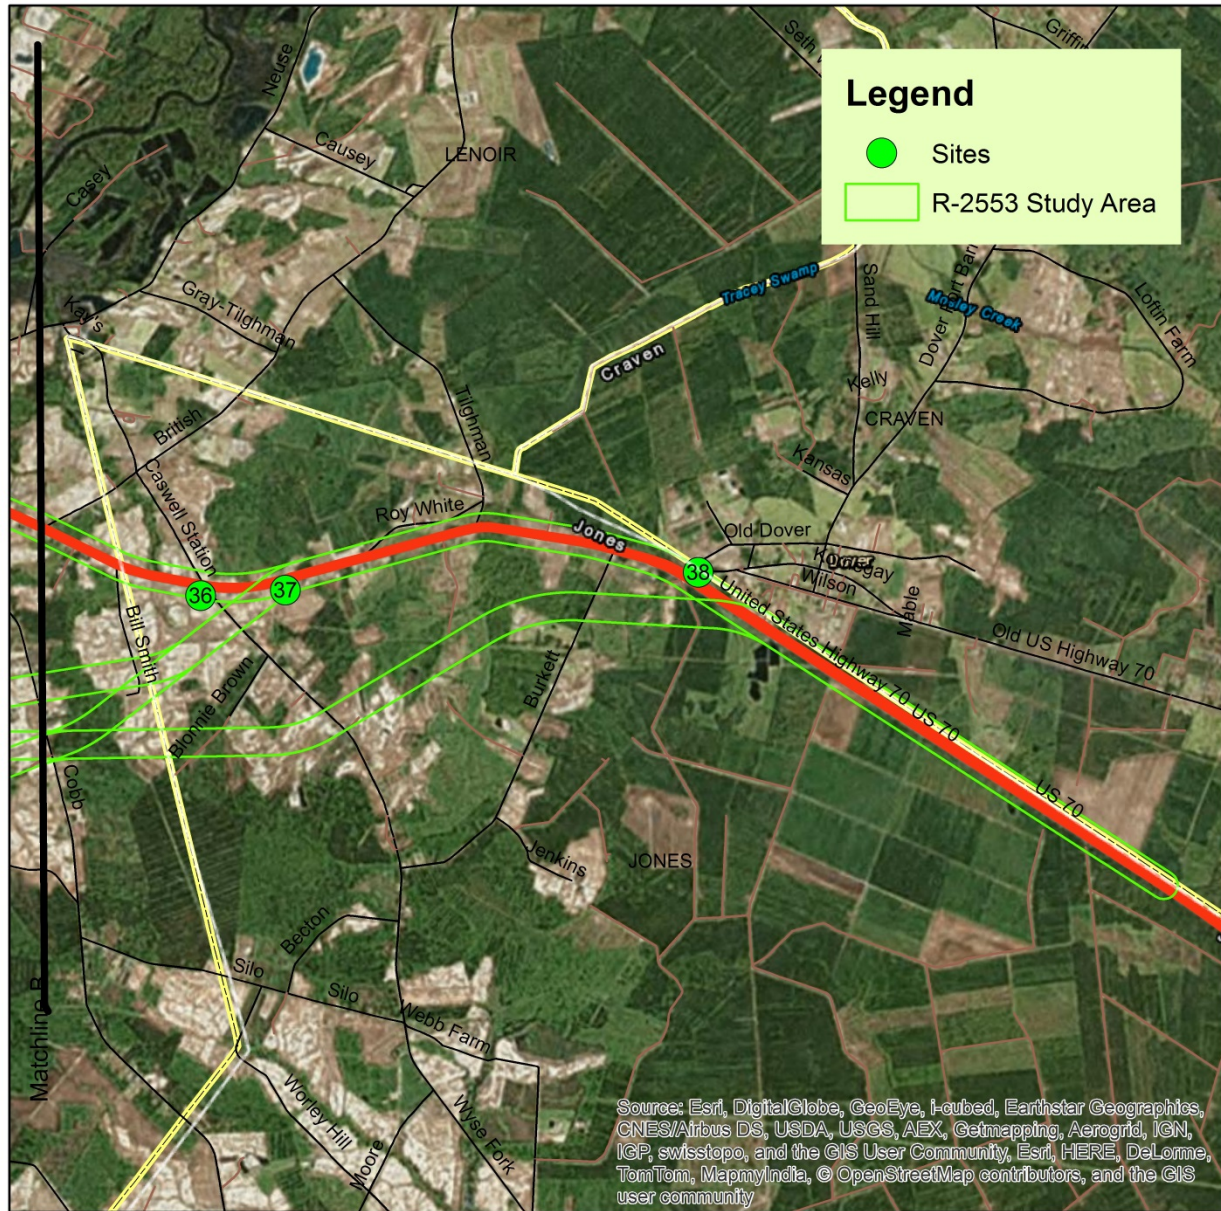 Griffin
Neuse
Legend
Causey
LENOIR
Sites
Casey
R-2553 Study Area
Tracey Swamp
Sand Hill
Mosley Creek
Loftin Farm
Gray-Tilghman
Kay's
Craven
Kelly
CRAVEN
Tilghman
British
Kansas
Caswell Station
Roy White
Jones
Old Dover
Kornegay
Wilson
38
36
37
Mable
Bill Smith
United States Highway 70
Old US Highway 70
US 70
Burkett
Blonnie Brown
Cobb
US 70
Jenkins
JONES
Becton
Silo
Silo
Webb Farm
Matchline B
Worley Hill
Wyse Fork
Moore
Source: Esri, DigitalGlobe, GeoEye, i-cubed, Earthstar Geographics,
CNES/Airbus DS, USDA, USGS, AEX, Getmapping, Aerogrid, IGN,
IGP, swisstopo, and the GIS User Community, Esri, HERE, DeLorme,
TomTom, MapmyIndia, © OpenStreetMap contributors, and the GIS
user community